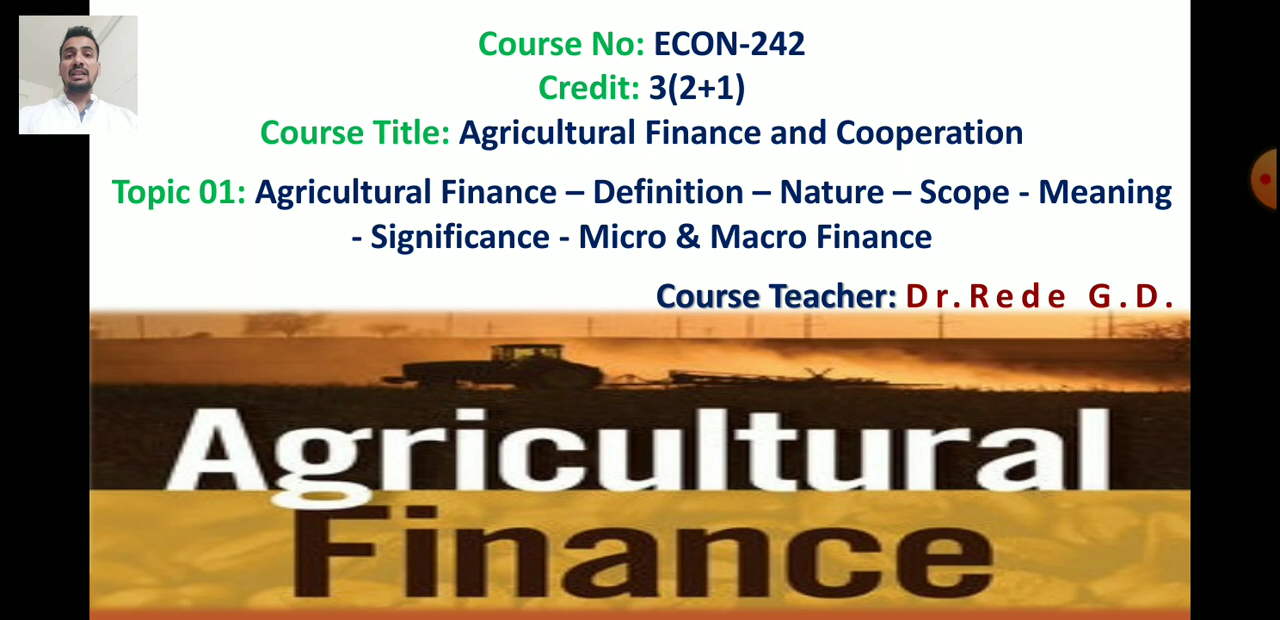 Course No: ECON-242
Credit: 3(2+1)
Course Title: Agricultural Finance and Cooperation
Topic 01: Agricultural Finance – Definition – Nature – Scope - Meaning
- Significance - Micro & Macro Finance
Course Teacher: Dr.Rede G.D.
Agricultural
Finance